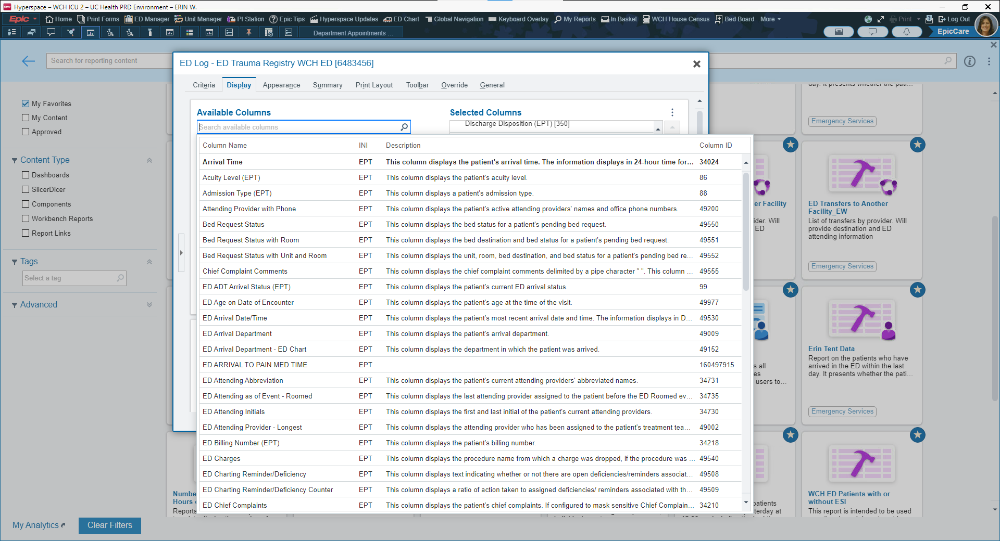 Hyperspace – WCH ICU 2 – UC Health PRD Environment – ERIN W.
Epic Home Print Forms ED Manager Unit Manager Pt Station Epic Tips Hyperspace Updates ED Chart Global Navigation Keyboard Overlay My Reports In Basket WCH House Census Bed Board More Print Log Out
Department Appointments ...
EpicCare
Search for reporting content
My Favorites
My Content
Approved
Content Type
Dashboards
SlicerDicer
Components
Workbench Reports
Report Links
Tags
Select a tag
Advanced
My Analytics
Clear Filters
ED Log - ED Trauma Registry WCH ED [6483456]
Criteria Display Appearance Summary Print Layout Toolbar Override General
Available Columns
Search available columns
Selected Columns
Discharge Disposition (EPT) [350]
Column Name INI Description Column ID
Arrival Time EPT This column displays the patient's arrival time. The information displays in 24-hour time for... 34024
Acuity Level (EPT) EPT This column displays the patient's acuity level. 86
Admission Type (EPT) EPT This column displays a patient's admission type. 88
Attending Provider with Phone EPT This column displays the patient's active attending providers' names and office phone numbers. 49200
Bed Request Status EPT This column displays the bed status for a patient's pending bed request. 49550
Bed Request Status with Room EPT This column displays the bed destination and bed status for a patient's pending bed request. 49551
Bed Request Status with Unit and Room EPT This column displays the unit, room, bed destination, and bed status for a patient's pending bed re... 49552
Chief Complaint Comments EPT This column displays the chief complaint comments delimited by a pipe character " ". This column ... 49555
ED ADT Arrival Status (EPT) EPT This column displays the patient's current ED arrival status. 99
ED Age on Date of Encounter EPT This column displays the patient's age at the time of the visit. 49977
ED Arrival Date/Time EPT This column displays the patient's most recent arrival date and time. The information displays in D... 49530
ED Arrival Department EPT This column displays the patient's arrival department. 49009
ED Arrival Department - ED Chart EPT This column displays the department in which the patient was arrived. 49152
ED ARRIVAL TO PAIN MED TIME EPT 160497915
ED Attending Abbreviation EPT This column displays the patient's current attending providers' abbreviated names. 34731
ED Attending as of Event - Roomed EPT This column displays the last attending provider assigned to the patient before the ED Roomed ev... 34735
ED Attending Initials EPT This column displays the first and last initial of the patient's current attending providers. 34730
ED Attending Provider - Longest EPT This column displays the attending provider who has been assigned to the patient's treatment tea... 49002
ED Billing Number (EPT) EPT This column displays the patient's billing number. 34218
ED Charges EPT This column displays the procedure name from which a charge was dropped, if the procedure was ... 49540
ED Charting Reminder/Deficiency EPT This column displays text indicating whether or not there are open deficiencies/reminders associat... 49508
ED Charting Reminder/Deficiency Counter EPT This column displays a ratio of action taken to assigned deficiencies/ reminders associated with th... 49509
ED Chief Complaints EPT This column displays the patient's chief complaints. If configured to mask sensitive Chief Complain... 34210
day. It presents whether the pati...
Emergency Services
er Facility
ider. Will
ED
ED Transfers to Another
Facility_EW
List of transfers by provider. Will
provide destination and ED
attending information
Emergency Services
s all
es
users to...
Erin Tent Data
Report on the patients who have
arrived in the ED within the last
day. It presents whether the pati...
Emergency Services
Numbe
Hours
Reports
patients
terday at
WCH ED Patients with or
without ESI
This report is intended to be used